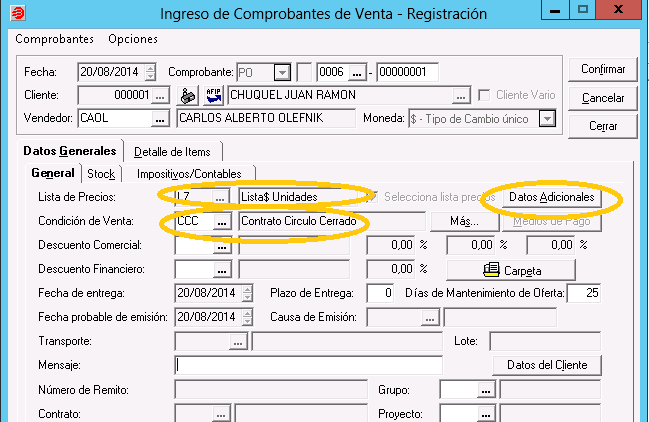 Ingreso de Comprobantes de Venta - Registración
Comprobantes Opciones
Fecha: 20/08/2014 Comprobante: PO 0006 ... - 00000001 Confirmar
Cliente: 000001 ... AFIP CHUQUEL JUAN RAMON ... Cliente Vario Cancelar
Vendedor: CAOL ... CARLOS ALBERTO OLEFNIK Moneda: $ - Tipo de Cambio único Cerrar
Datos Generales Detalle de Items
General Stock Impositivos/Contables
Lista de Precios: L7 ... Lista$ Unidades Selecciona lista precios Datos Adicionales
Condición de Venta: CCC ... Contrato Circulo Cerrado Más... Medios de Pago
Descuento Comercial: ... 0,00 % 0,00 % 0,00 %
Descuento Financiero: ... 0,00 % Carpeta
Fecha de entrega: 20/08/2014 Plazo de Entrega: 0 Días de Mantenimiento de Oferta: 25
Fecha probable de emisión: 20/08/2014 Causa de Emisión: ...
Transporte: ... Lote:
Mensaje: Datos del Cliente
Número de Remito: Grupo: ...
Contrato: ... Proyecto: ...